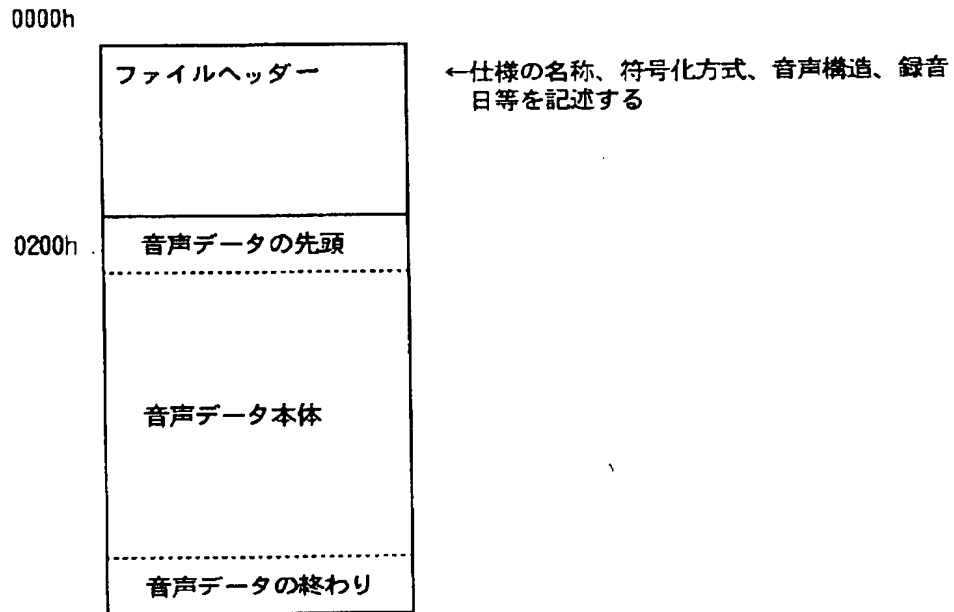 0000h
ファイルヘッダー
←仕様の名称、符号化方式、音声構造、録音
日等を記述する
0200h
音声データの先頭
音声データ本体
音声データの終わり